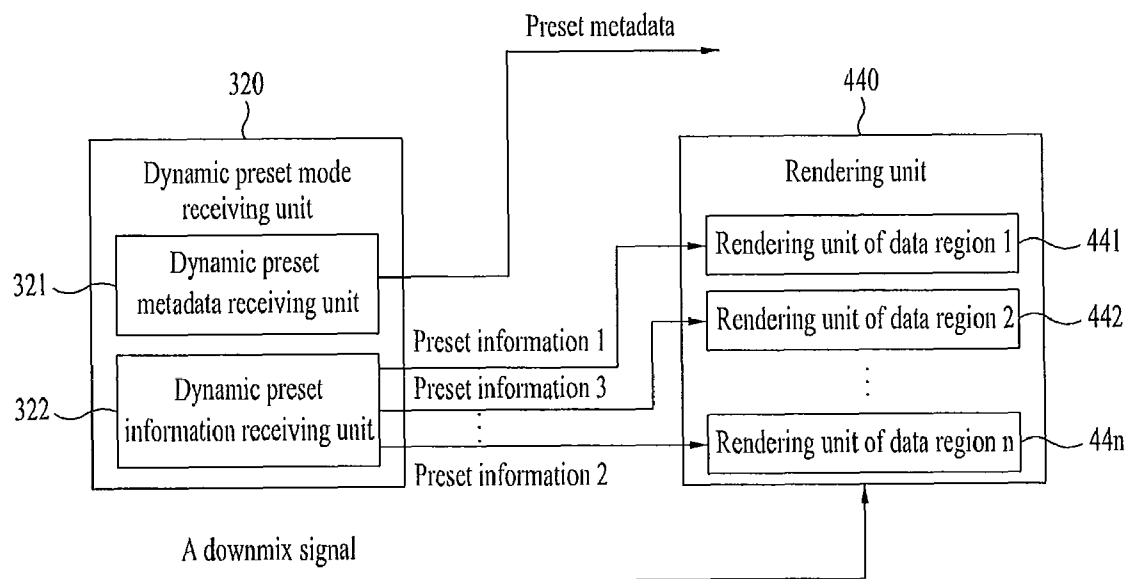 Preset metadata
320
440
Dynamic preset mode
receiving unit
Rendering unit
321
Dynamic preset
metadata receiving unit
Rendering unit of data region 1
441
Rendering unit of data region 2
442
Preset information 1
322
Dynamic preset
information receiving unit
Preset information 3
Rendering unit of data region n
44n
Preset information 2
A downmix signal